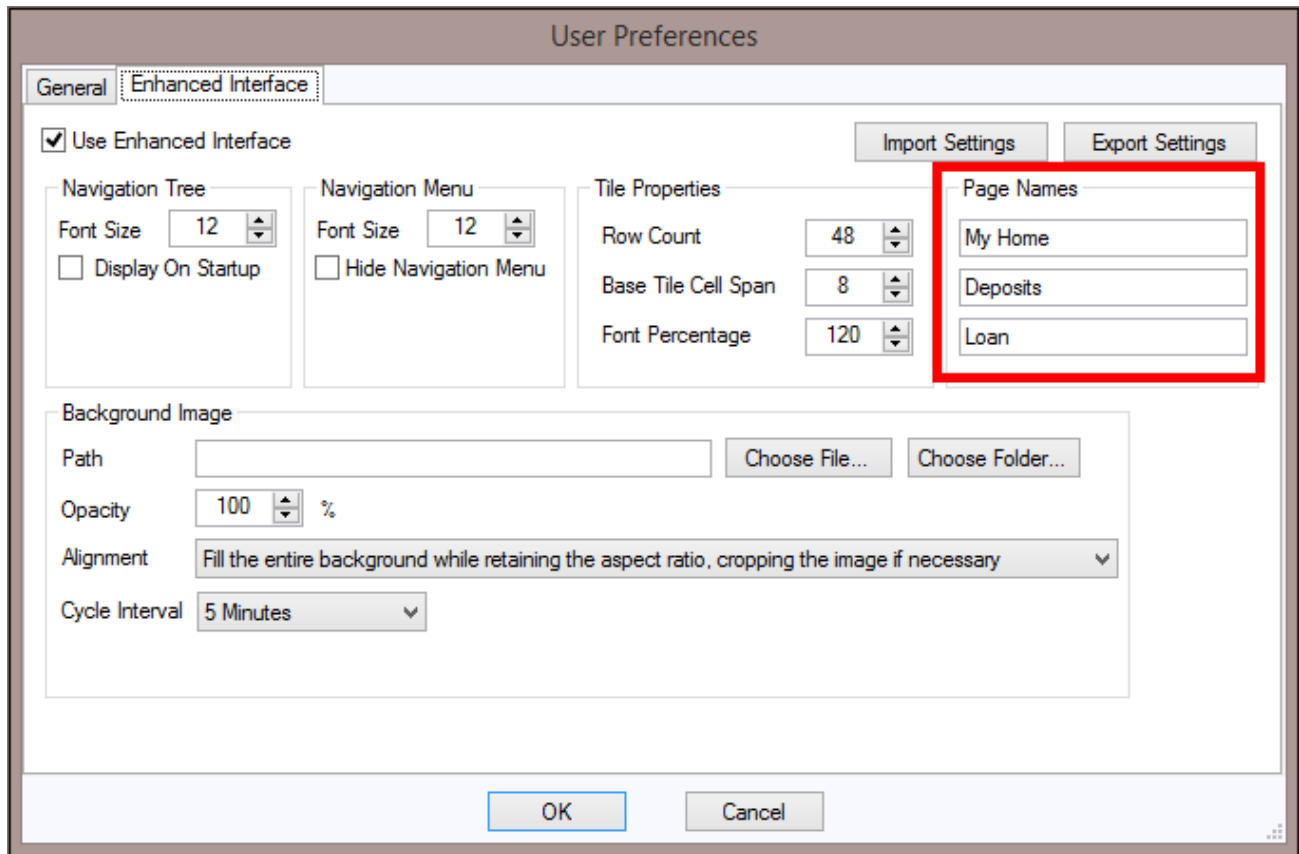 User Preferences
General Enhanced Interface
Use Enhanced Interface Import Settings Export Settings
Navigation Tree Navigation Menu Tile Properties Page Names
Font Size 12 Font Size 12 Row Count 48 My Home
Display On Startup Hide Navigation Menu Base Tile Cell Span 8 Deposits
Font Percentage 120 Loan
Background Image
Path Choose File... Choose Folder...
Opacity 100 %
Alignment Fill the entire background while retaining the aspect ratio, cropping the image if necessary
Cycle Interval 5 Minutes
OK Cancel